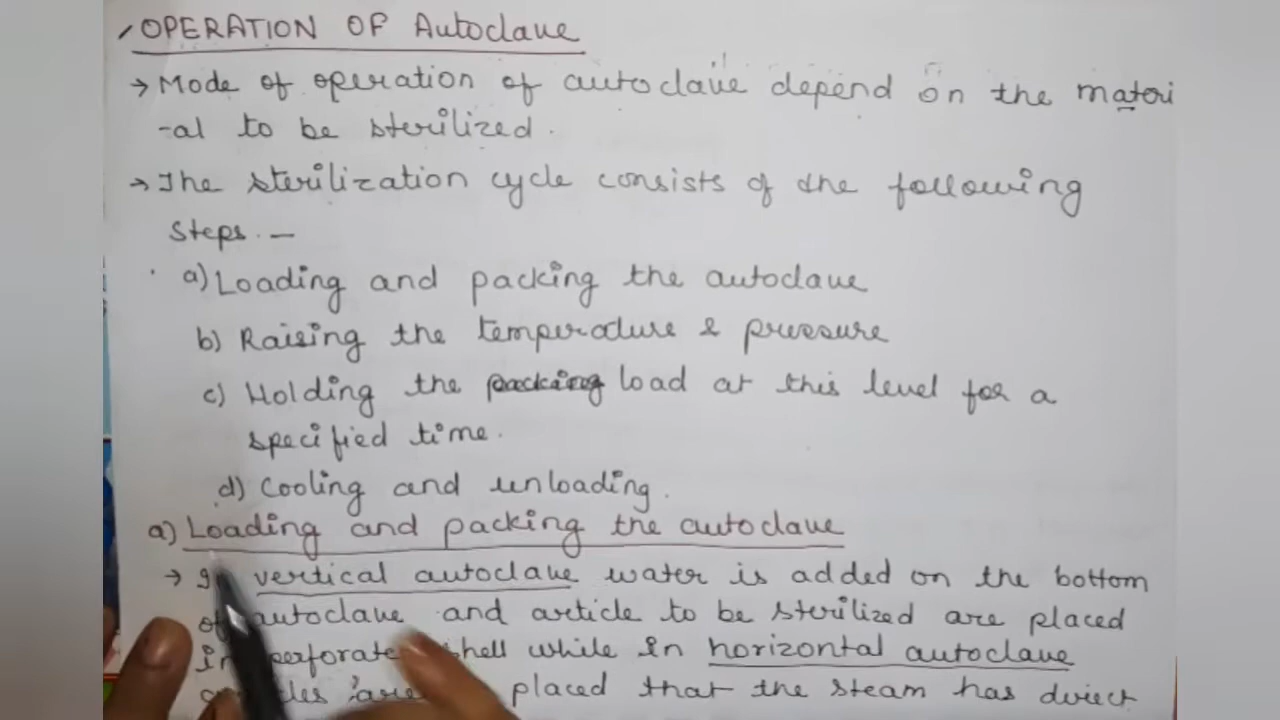 OPERATION OF Autoclave
→ Mode of operation of autoclave depend on the materi
-al to be sterilized.
→ The sterilization cycle consists of the following
steps. —
a) Loading and packing the autoclave
b) Raising the temperature & pressure
c) Holding the packing load at this level for a
specified time.
d) Cooling and unloading.
a) Loading and packing the autoclave
→ vertical autoclave water is added on the bottom
of autoclave and article to be sterilized are placed
in shell while in horizontal autoclave
placed that the steam has direct